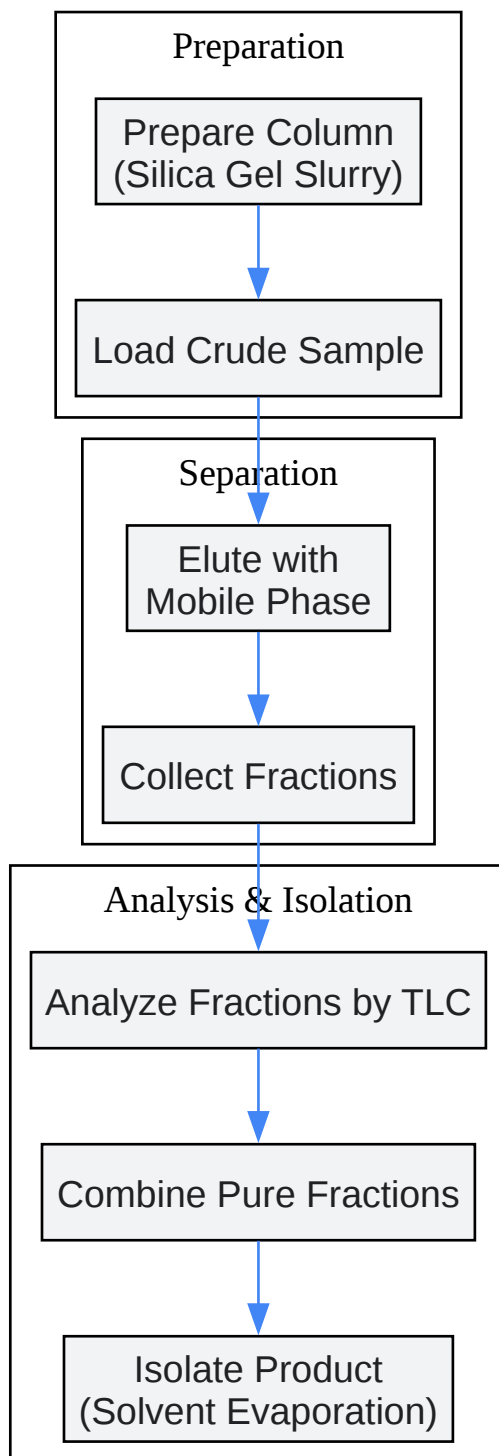 Preparation
Prepare Column
(Silica Gel Slurry)
Load Crude Sample
Separation
Elute with
Mobile Phase
Collect Fractions
Analysis & Isolation
Analyze Fractions by TLC
Combine Pure Fractions
Isolate Product
(Solvent Evaporation)